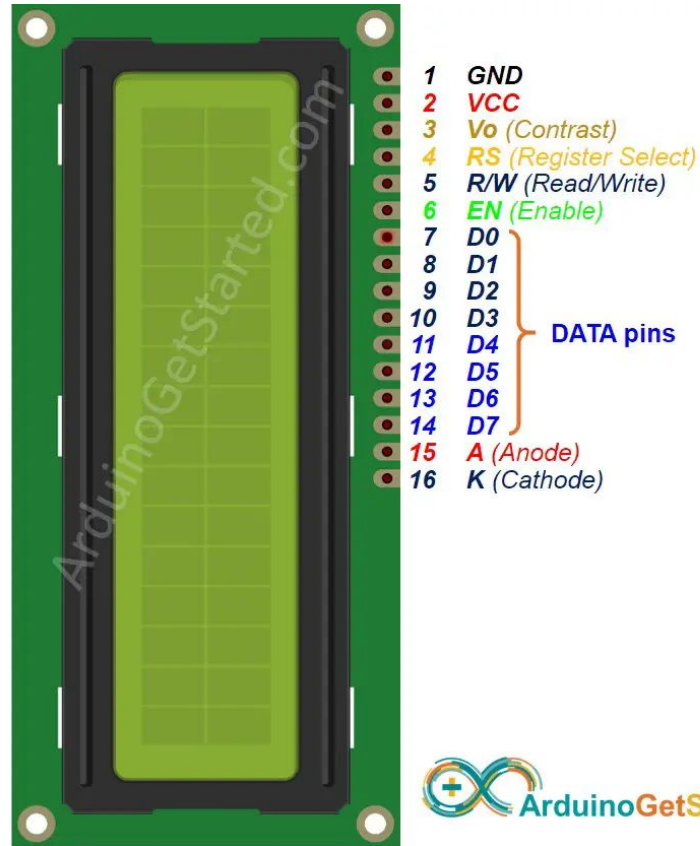 1 GND
2 VCC
3 Vo (Contrast)
4 RS (Register Select)
5 R/W (Read/Write)
6 EN (Enable)
7 D0
8 D1
9 D2
10 D3
11 D4
12 D5
13 D6
14 D7
DATA pins
15 A (Anode)
16 K (Cathode)
ArduinoGetStarted.com
ArduinoGetS